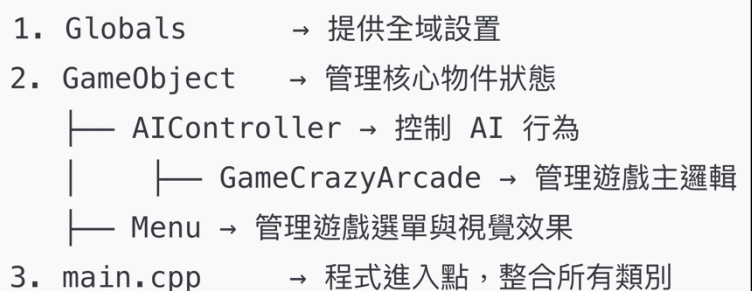 1. Globals      → 提供全域設置
2. GameObject   → 管理核心物件狀態
   ├── AIController → 控制 AI 行為
   │    ├── GameCrazyArcade → 管理遊戲主邏輯
   ├── Menu → 管理遊戲選單與視覺效果
3. main.cpp     → 程式進入點，整合所有類別